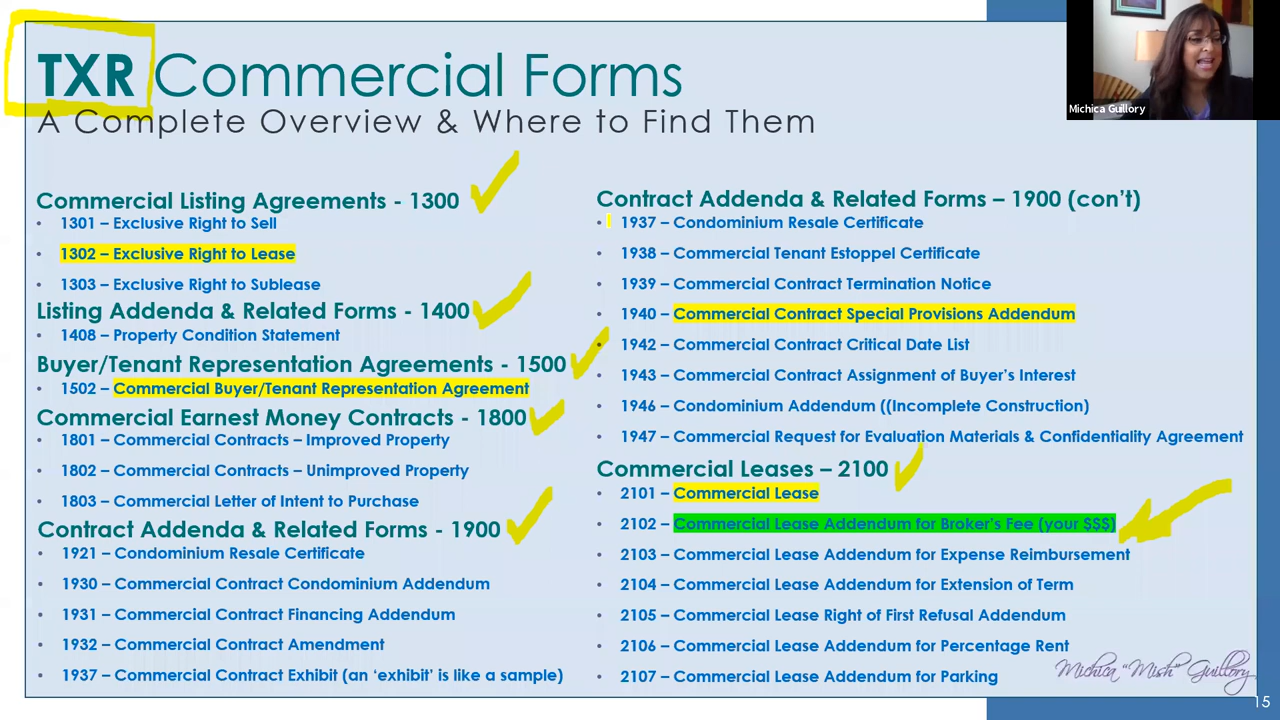 TXR Commercial Forms
A Complete Overview & Where to Find Them
Michica Guillory
Commercial Listing Agreements - 1300
• 1301 – Exclusive Right to Sell
• 1302 – Exclusive Right to Lease
• 1303 – Exclusive Right to Sublease
Listing Addenda & Related Forms - 1400
• 1408 – Property Condition Statement
Buyer/Tenant Representation Agreements - 1500
• 1502 – Commercial Buyer/Tenant Representation Agreement
Commercial Earnest Money Contracts - 1800
• 1801 – Commercial Contracts – Improved Property
• 1802 – Commercial Contracts – Unimproved Property
• 1803 – Commercial Letter of Intent to Purchase
Contract Addenda & Related Forms - 1900
• 1921 – Condominium Resale Certificate
• 1930 – Commercial Contract Condominium Addendum
• 1931 – Commercial Contract Financing Addendum
• 1932 – Commercial Contract Amendment
• 1937 – Commercial Contract Exhibit (an ‘exhibit’ is like a sample)
Contract Addenda & Related Forms – 1900 (con’t)
• 1937 – Condominium Resale Certificate
• 1938 – Commercial Tenant Estoppel Certificate
• 1939 – Commercial Contract Termination Notice
• 1940 – Commercial Contract Special Provisions Addendum
• 1942 – Commercial Contract Critical Date List
• 1943 – Commercial Contract Assignment of Buyer’s Interest
• 1946 – Condominium Addendum ((Incomplete Construction)
• 1947 – Commercial Request for Evaluation Materials & Confidentiality Agreement
Commercial Leases – 2100
• 2101 – Commercial Lease
• 2102 – Commercial Lease Addendum for Broker’s Fee (your $$$)
• 2103 – Commercial Lease Addendum for Expense Reimbursement
• 2104 – Commercial Lease Addendum for Extension of Term
• 2105 – Commercial Lease Right of First Refusal Addendum
• 2106 – Commercial Lease Addendum for Percentage Rent
• 2107 – Commercial Lease Addendum for Parking
Michica "Mish" Guillory
15